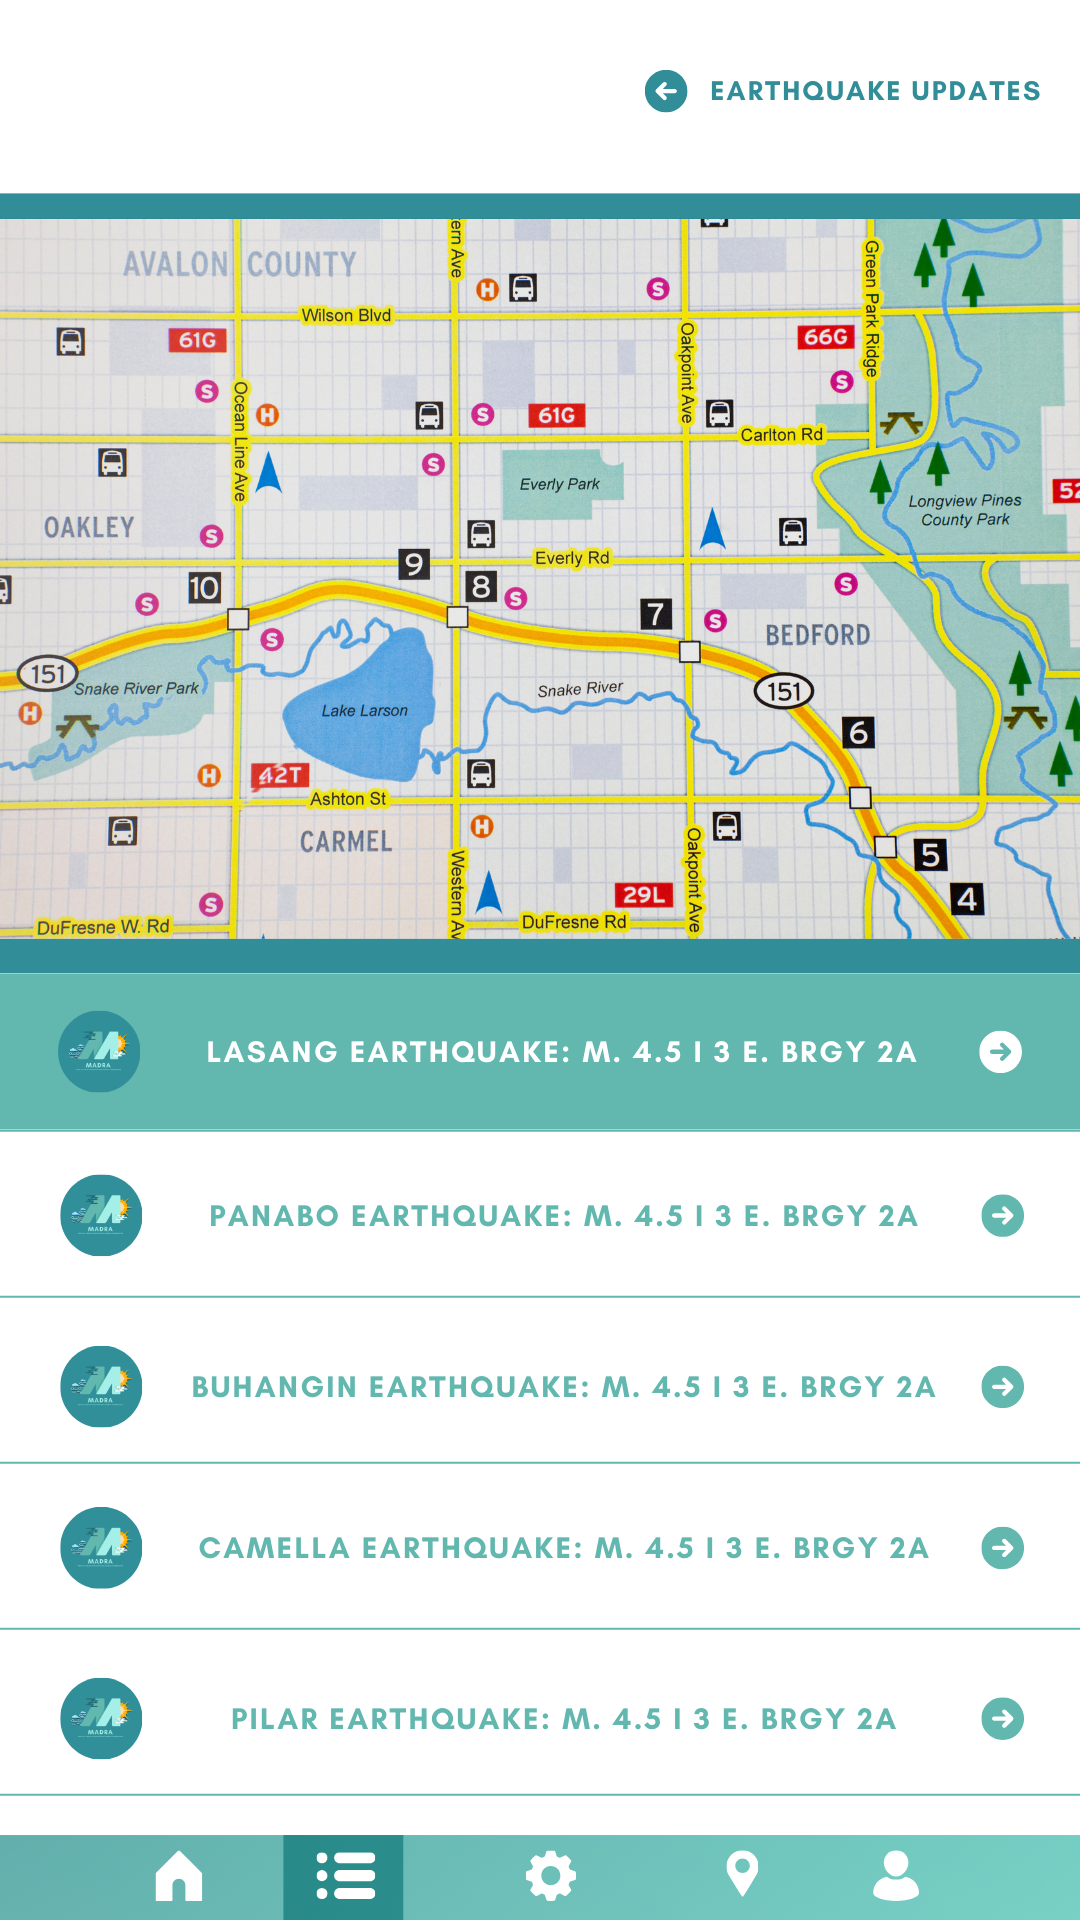 EARTHQUAKE UPDATES
AVALON COUNTY
ern Ave
Green Park Ridge
H
S
Wilson Blvd
61G
66G
Oakpoint Ave
S
S
Ocean Line Ave
H
S
61G
Carlton Rd
S
Everly Park
Longview Pines
County Park
52
OAKLEY
S
Everly Rd
9
10
8
S
S
S
7
S
BEDFORD
S
151
Snake River Park
Snake River
151
H
Lake Larson
6
H
42T
Ashton St
CARMEL
H
Oakpoint Ave
5
Western Av
29L
4
S
DuFresne W. Rd
DuFresne Rd
MADRA
LASANG EARTHQUAKE: M. 4.5 I 3 E. BRGY 2A
MADRA
PANABO EARTHQUAKE: M. 4.5 I 3 E. BRGY 2A
MADRA
BUHANGIN EARTHQUAKE: M. 4.5 I 3 E. BRGY 2A
MADRA
CAMELLA EARTHQUAKE: M. 4.5 I 3 E. BRGY 2A
MADRA
PILAR EARTHQUAKE: M. 4.5 I 3 E. BRGY 2A